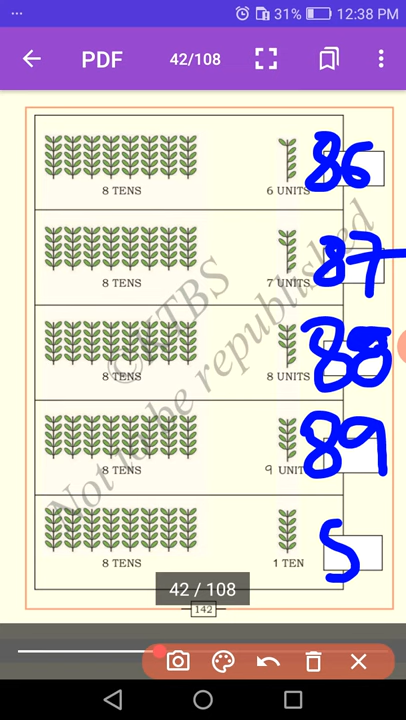 ... 31% 12:38 PM
PDF 42/108
8 TENS 6 UNITS 86
8 TENS 7 UNITS 87
8 TENS 8 UNITS 88
8 TENS 9 UNIT 89
8 TENS 1 TEN 5
©KTBS
Not to be republished
42 / 108
142